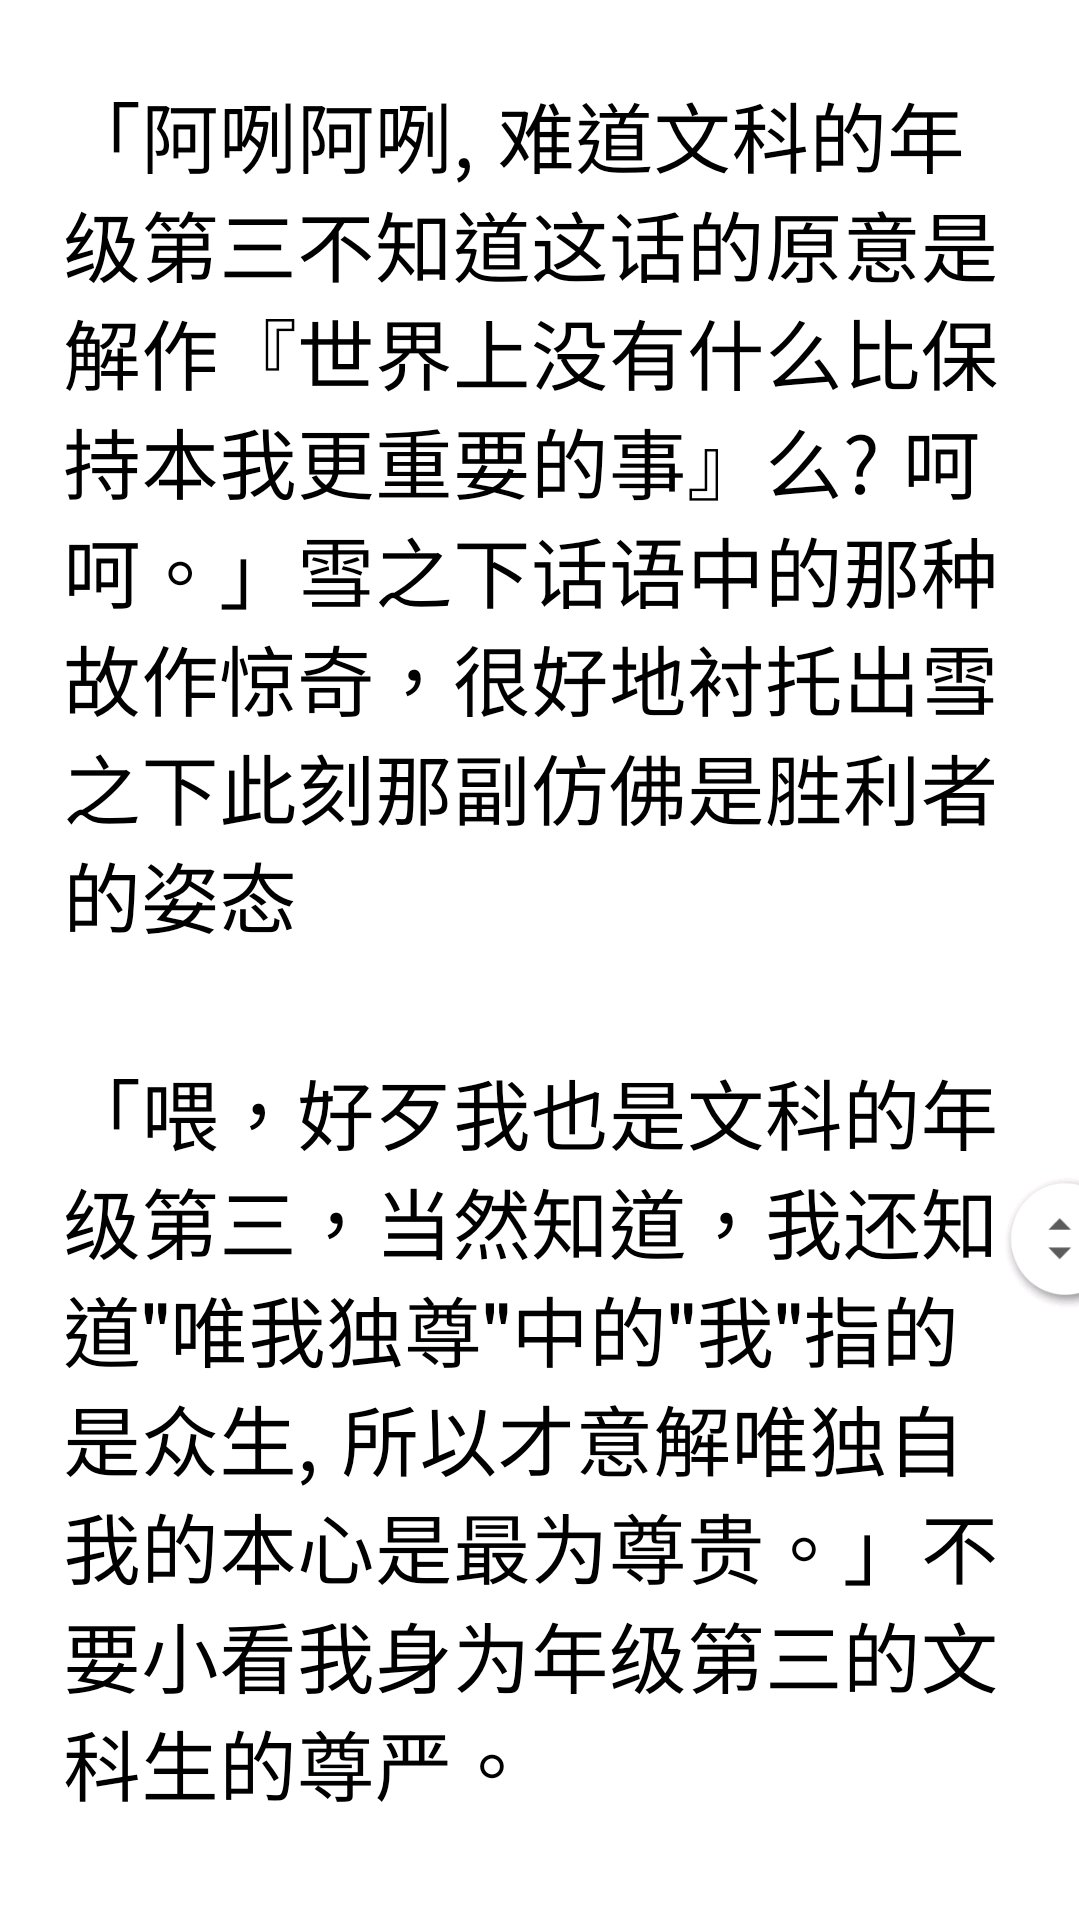 「阿咧阿咧, 难道文科的年
级第三不知道这话的原意是
解作『世界上没有什么比保
持本我更重要的事』么? 呵
呵。」雪之下话语中的那种
故作惊奇，很好地衬托出雪
之下此刻那副仿佛是胜利者
的姿态
「喂，好歹我也是文科的年
级第三，当然知道，我还知
道"唯我独尊"中的"我"指的
是众生, 所以才意解唯独自
我的本心是最为尊贵。」不
要小看我身为年级第三的文
科生的尊严。